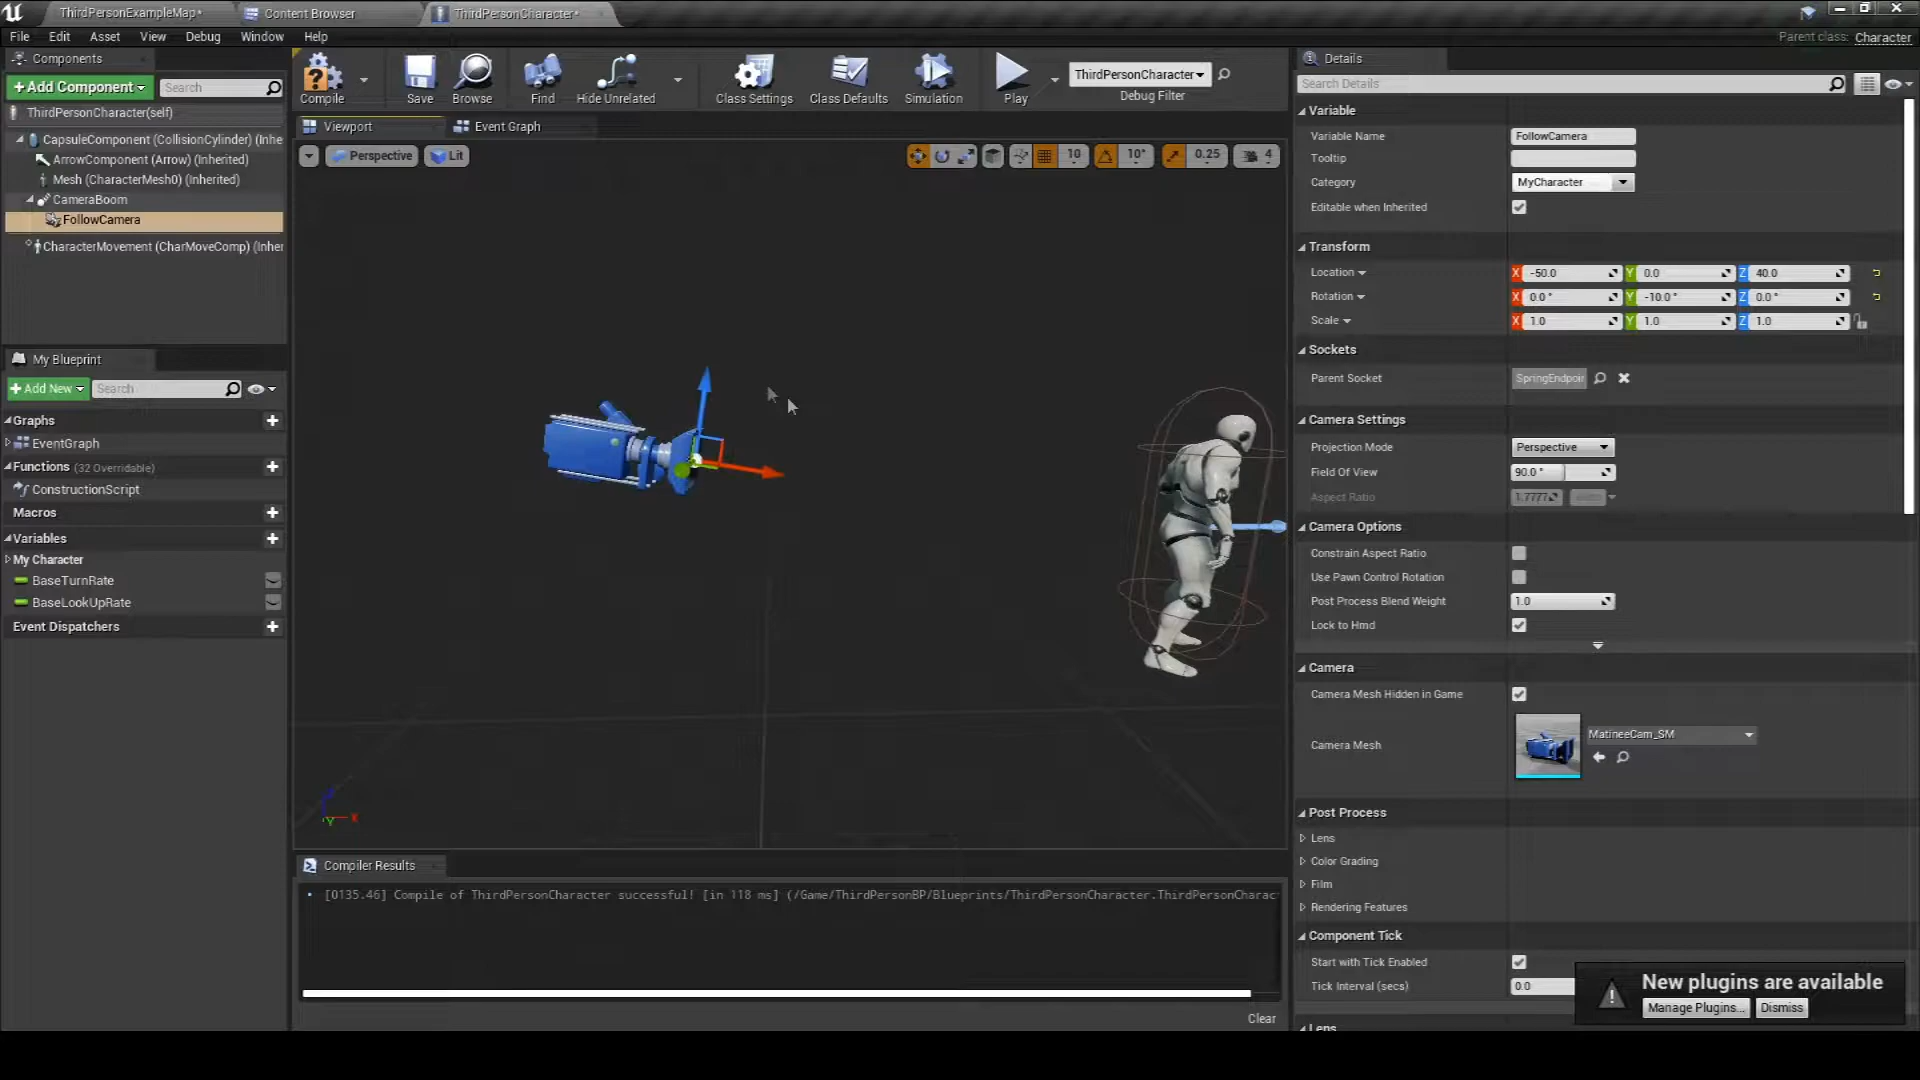 ThirdPersonExampleMap*
Content Browser
ThirdPersonCharacter*
File Edit Asset View Debug Window Help
Parent class: Character
Components
+Add Component
Search
ThirdPersonCharacter(self)
CapsuleComponent (CollisionCylinder) (Inhe
ArrowComponent (Arrow) (Inherited)
Mesh (CharacterMesh0) (Inherited)
CameraBoom
FollowCamera
CharacterMovement (CharMoveComp) (Inher
My Blueprint
+Add New
Search
Graphs
EventGraph
Functions (32 Overridable)
ConstructionScript
Macros
Variables
My Character
BaseTurnRate
BaseLookUpRate
Event Dispatchers
Compile Save Browse Find Hide Unrelated Class Settings Class Defaults Simulation Play
ThirdPersonCharacter
Debug Filter
Viewport
Event Graph
Perspective Lit
10 10° 0.25 4
X Y
Compiler Results
[0135.46] Compile of ThirdPersonCharacter successful! [in 118 ms] (/Game/ThirdPersonBP/Blueprints/ThirdPersonCharacter.ThirdPersonCharac
Clear
Details
Search Details
Variable
Variable Name FollowCamera
Tooltip
Category MyCharacter
Editable when Inherited
Transform
Location X -50.0 Y 0.0 Z 40.0
Rotation X 0.0 ° Y -10.0 ° Z 0.0 °
Scale X 1.0 Y 1.0 Z 1.0
Sockets
Parent Socket SpringEndpoi
Camera Settings
Projection Mode Perspective
Field Of View 90.0 °
Aspect Ratio 1.7777
Camera Options
Constrain Aspect Ratio
Use Pawn Control Rotation
Post Process Blend Weight 1.0
Lock to Hmd
Camera
Camera Mesh Hidden in Game
Camera Mesh
MatineeCam_SM
Post Process
Lens
Color Grading
Film
Rendering Features
Component Tick
Start with Tick Enabled
Tick Interval (secs) 0.0
Lens
New plugins are available
Manage Plugins... Dismiss